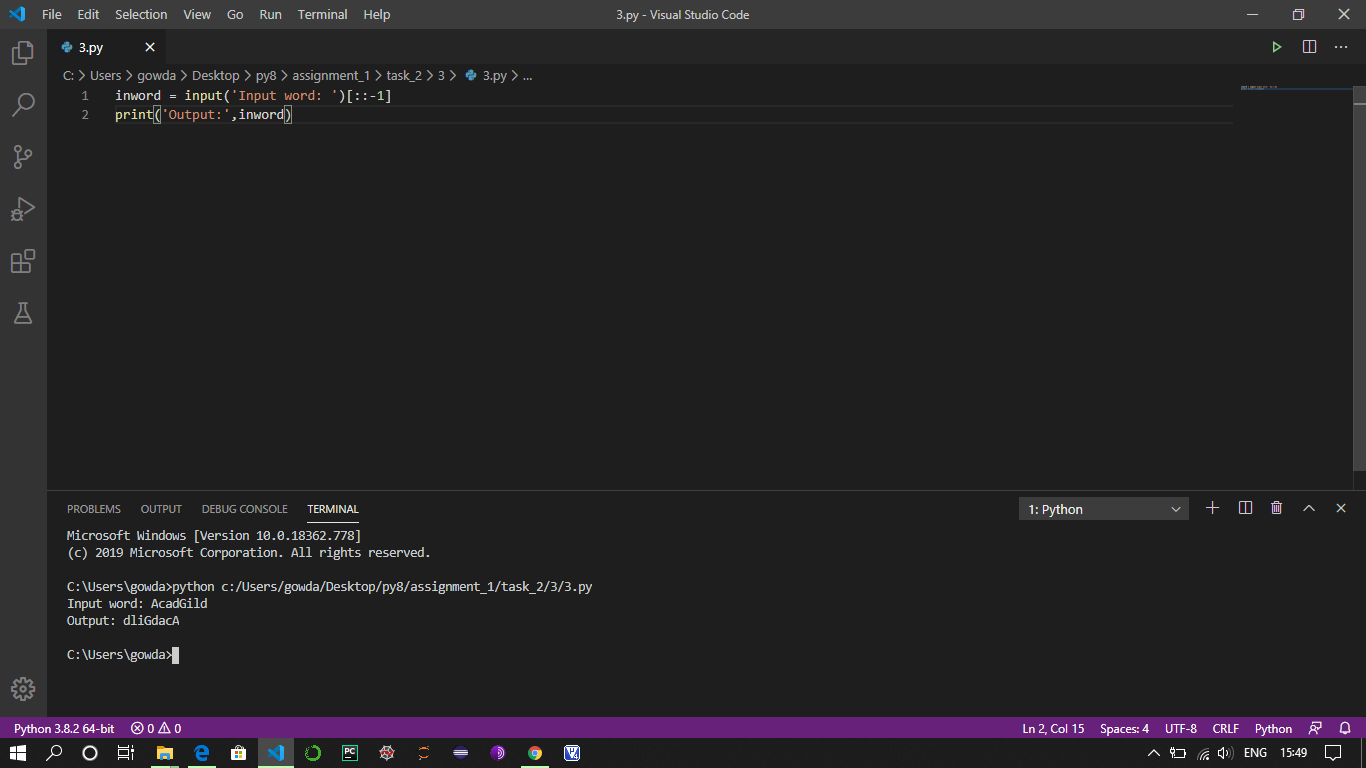 File Edit Selection View Go Run Terminal Help
3.py - Visual Studio Code
3.py
C: > Users > gowda > Desktop > py8 > assignment_1 > task_2 > 3 > 3.py > ...
1 inword = input('Input word: ')[::-1]
2 print('Output:',inword)
PROBLEMS OUTPUT DEBUG CONSOLE TERMINAL
1: Python
Microsoft Windows [Version 10.0.18362.778]
(c) 2019 Microsoft Corporation. All rights reserved.
C:\Users\gowda>python c:/Users/gowda/Desktop/py8/assignment_1/task_2/3/3.py
Input word: AcadGild
Output: dliGdacA
C:\Users\gowda>
Python 3.8.2 64-bit 0 0
Ln 2, Col 15 Spaces: 4 UTF-8 CRLF Python
PC
ENG 15:49